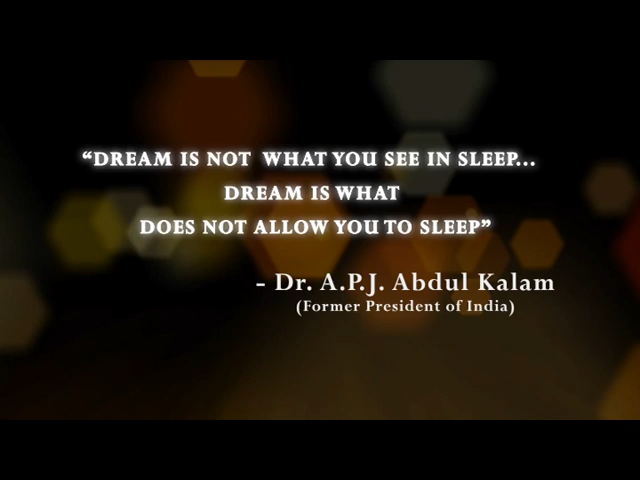 “DREAM IS NOT WHAT YOU SEE IN SLEEP...
DREAM IS WHAT
DOES NOT ALLOW YOU TO SLEEP”
- Dr. A.P.J. Abdul Kalam
(Former President of India)